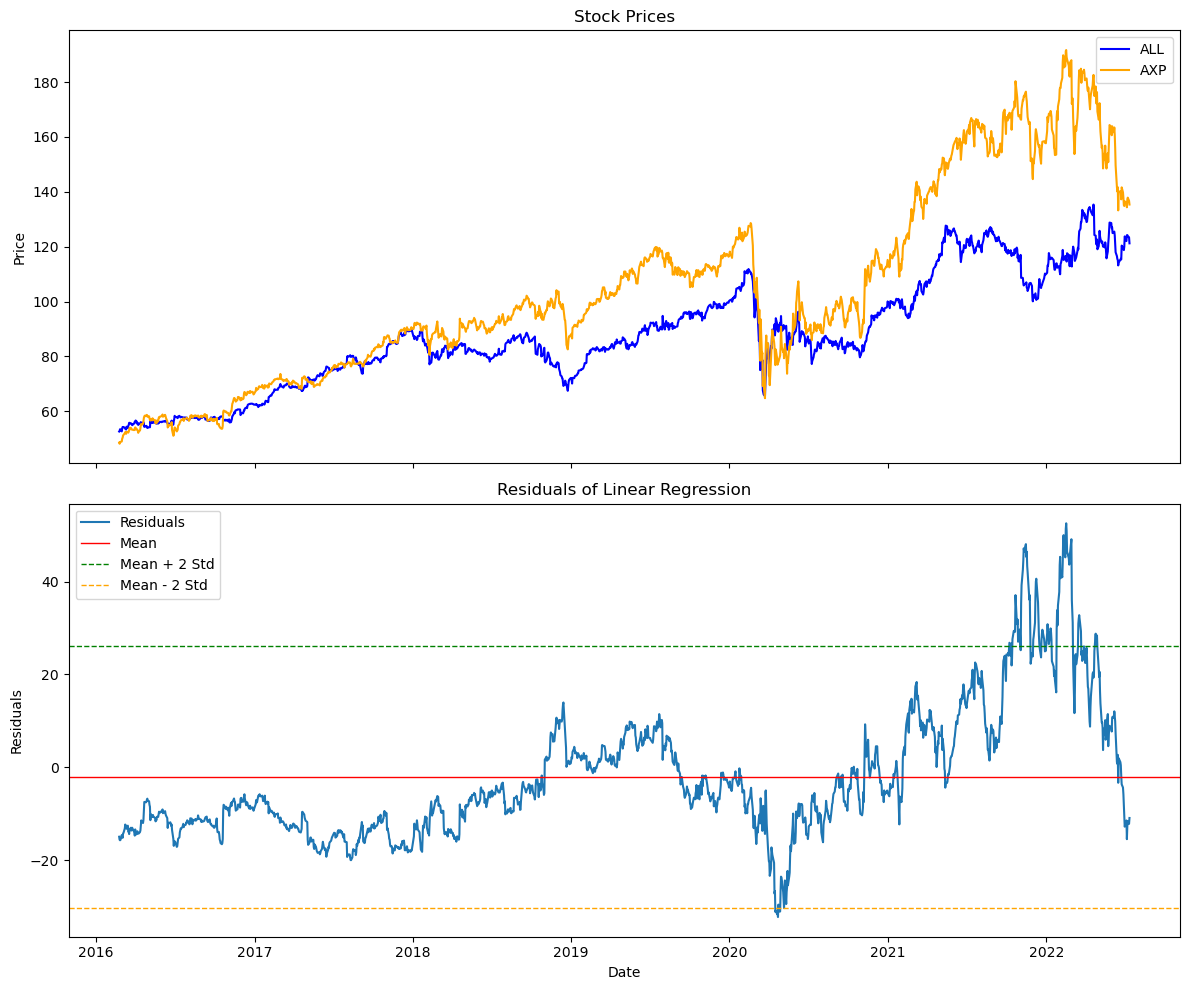 Stock Prices
ALL
AXP
180
160
140
120
100
80
60
Price
Residuals of Linear Regression
Residuals
Mean
Mean + 2 Std
Mean - 2 Std
40
20
0
−20
Residuals
2016
2017
2018
2019
2020
2021
2022
Date